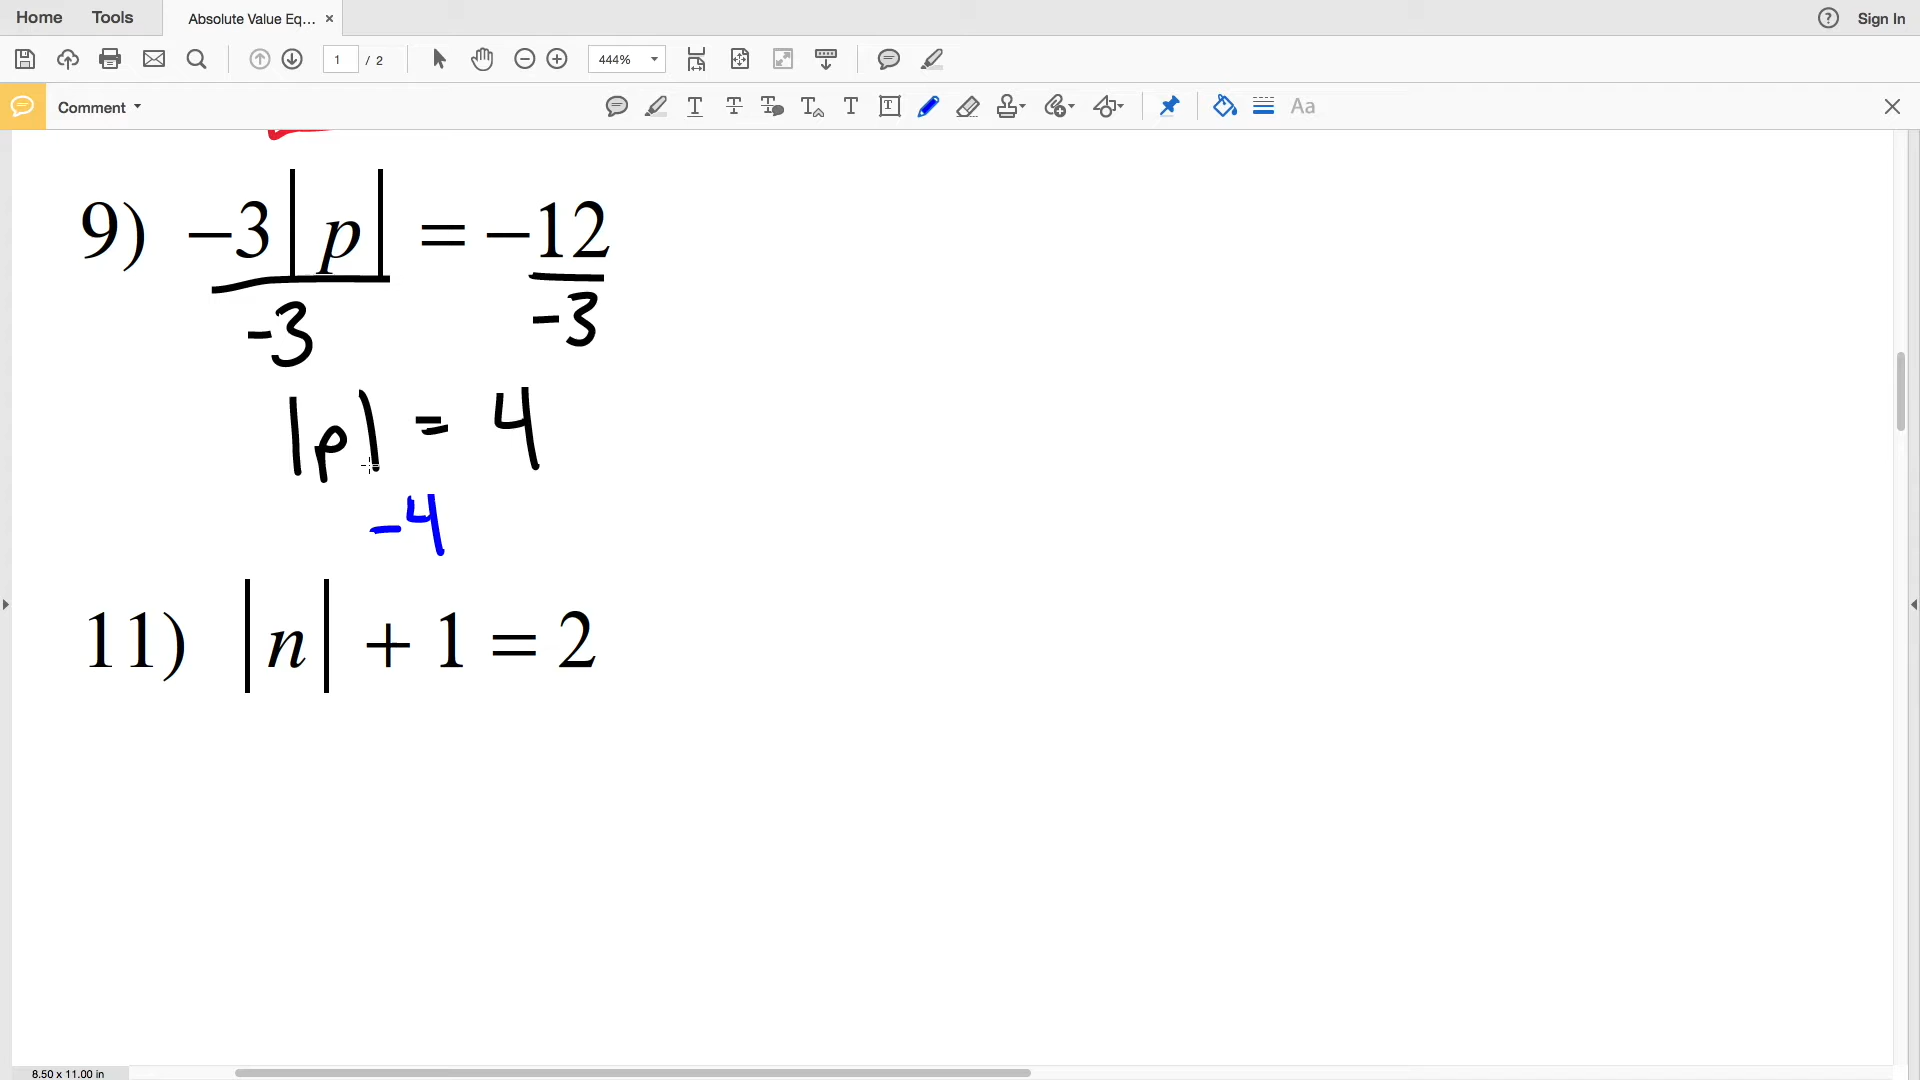 Home Tools Absolute Value Eq... × ? Sign In
1 / 2 444%
Comment Aa
9) −3|p| = −12
-3 -3
|p| = 4
-4
11) |n| + 1 = 2
8.50 x 11.00 in